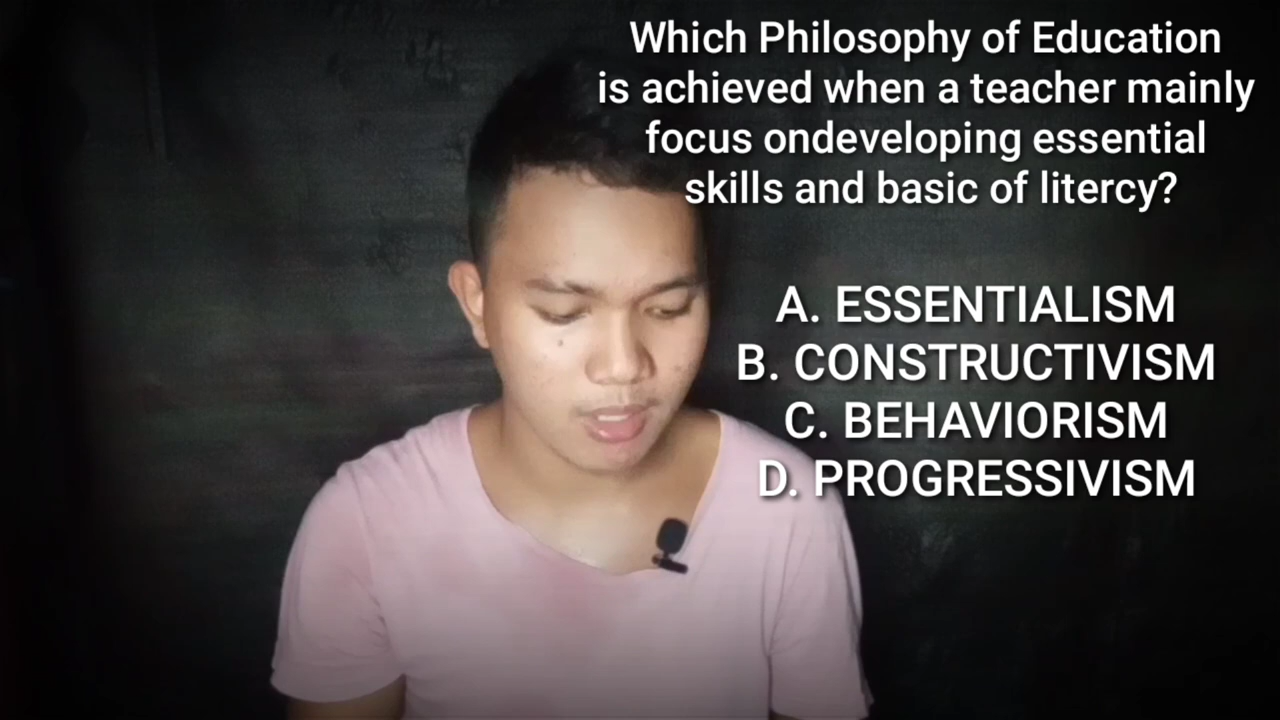 Which Philosophy of Education
is achieved when a teacher mainly
focus ondeveloping essential
skills and basic of litercy?
A. ESSENTIALISM
B. CONSTRUCTIVISM
C. BEHAVIORISM
D. PROGRESSIVISM